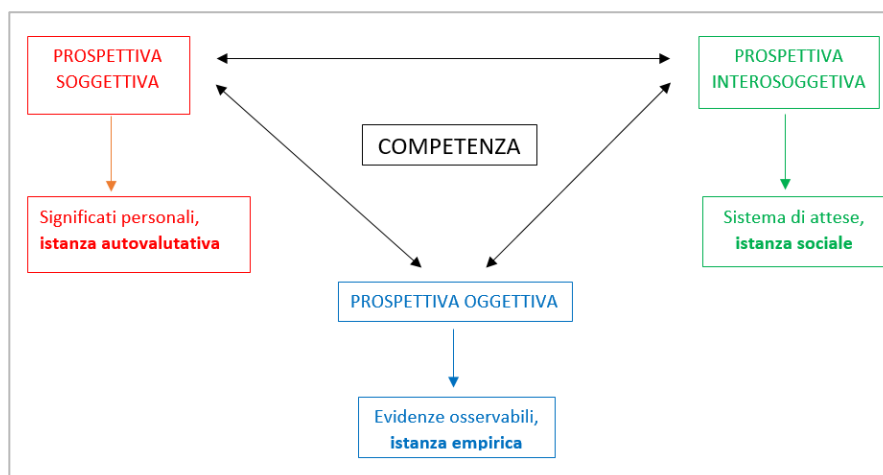 PROSPETTIVA
SOGGETTIVA
PROSPETTIVA
INTEROSOGGETIVA
COMPETENZA
Significati personali,
istanza autovalutativa
Sistema di attese,
istanza sociale
PROSPETTIVA OGGETTIVA
Evidenze osservabili,
istanza empirica